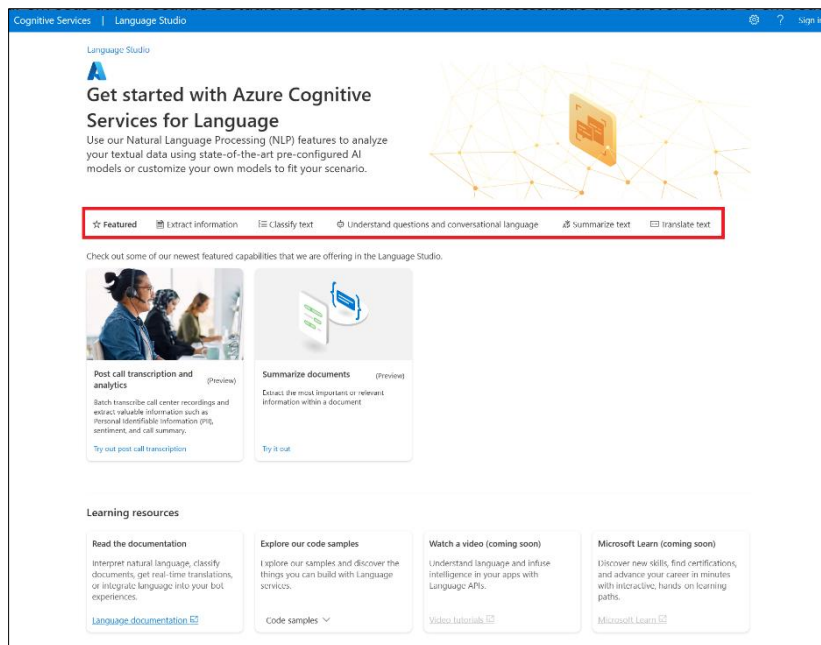 Cognitive Services | Language Studio
?
Sign in
Language Studio
Get started with Azure Cognitive
Services for Language
Use our Natural Language Processing (NLP) features to analyze
your textual data using state-of-the-art pre-configured AI
models or customize your own models to fit your scenario.
Featured Extract information Classify text Understand questions and conversational language Summarize text Translate text
Check out some of our newest featured capabilities that we are offering in the Language Studio.
Post call transcription and
analytics
(Preview)
Batch transcribe call center recordings and
extract valuable information such as
Personal Identifiable Information (PII),
sentiment, and call summary.
Try out post call transcription
Summarize documents
(Preview)
Extract the most important or relevant
information within a document
Try it out
Learning resources
Read the documentation
Interpret natural language, classify
documents, get real-time translations,
or integrate language into your bot
experiences.
Language documentation
Explore our code samples
Explore our samples and discover the
things you can build with Language
services.
Code samples
Watch a video (coming soon)
Understand language and infuse
intelligence in your apps with
Language APIs.
Video tutorials
Microsoft Learn (coming soon)
Discover new skills, find certifications,
and advance your career in minutes
with interactive, hands-on learning
paths.
Microsoft Learn